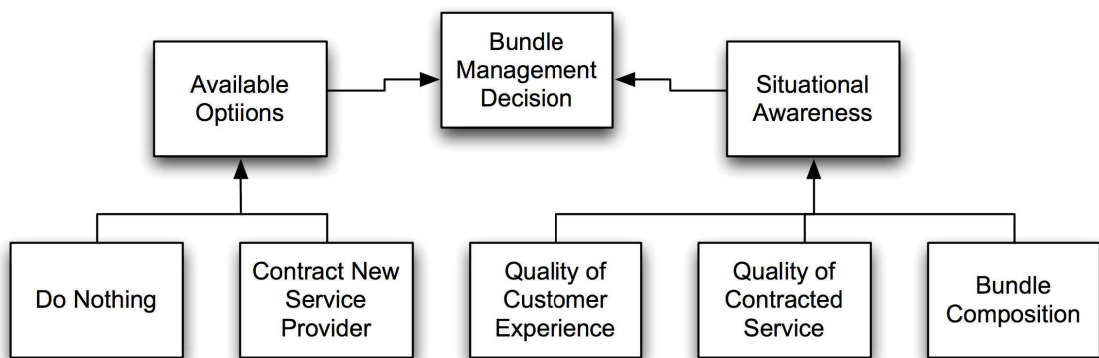 Bundle
Management
Decision
Available
Optiions
Situational
Awareness
Do Nothing
Contract New
Service
Provider
Quality of
Customer
Experience
Quality of
Contracted
Service
Bundle
Composition